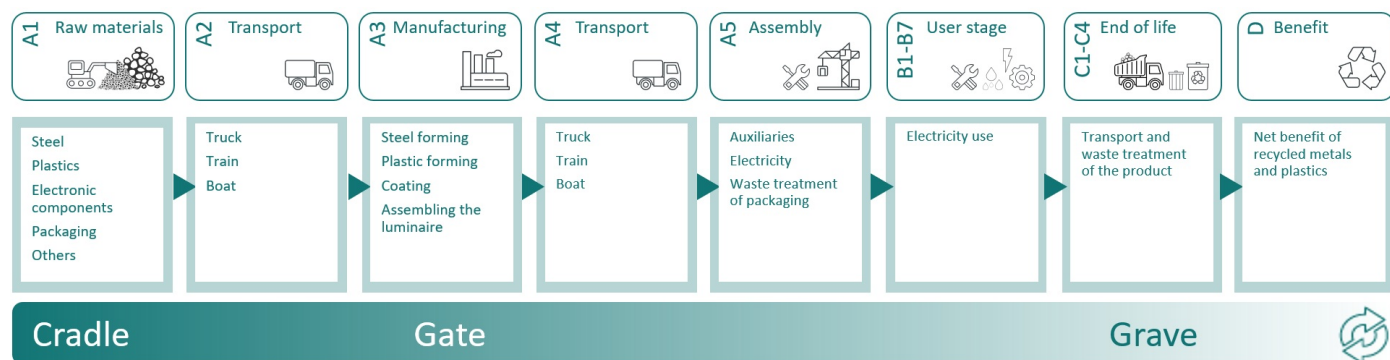 A1 Raw materials
A2 Transport
A3 Manufacturing
A4 Transport
A5 Assembly
B1-B7 User stage
C1-C4 End of life
D Benefit
Steel
Plastics
Electronic
components
Packaging
Others
Truck
Train
Boat
Steel forming
Plastic forming
Coating
Assembling the
luminaire
Truck
Train
Boat
Auxiliaries
Electricity
Waste treatment
of packaging
Electricity use
Transport and
waste treatment
of the product
Net benefit of
recycled metals
and plastics
Cradle
Gate
Grave